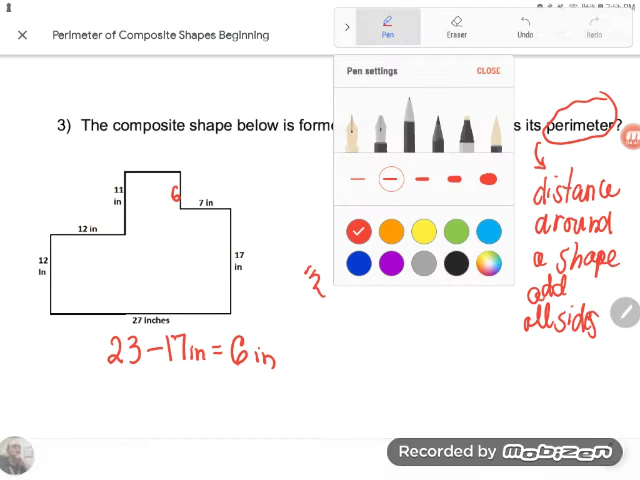 Perimeter of Composite Shapes Beginning
Pen
Eraser
Undo
Redo
Pen settings
CLOSE
3) The composite shape below is forme
s its perimeter?
11
in
6
7 in
12 in
12
in
17
in
27 inches
23 - 17 in = 6 in
distance
around
a shape
add
all sides
Recorded by
mobizen